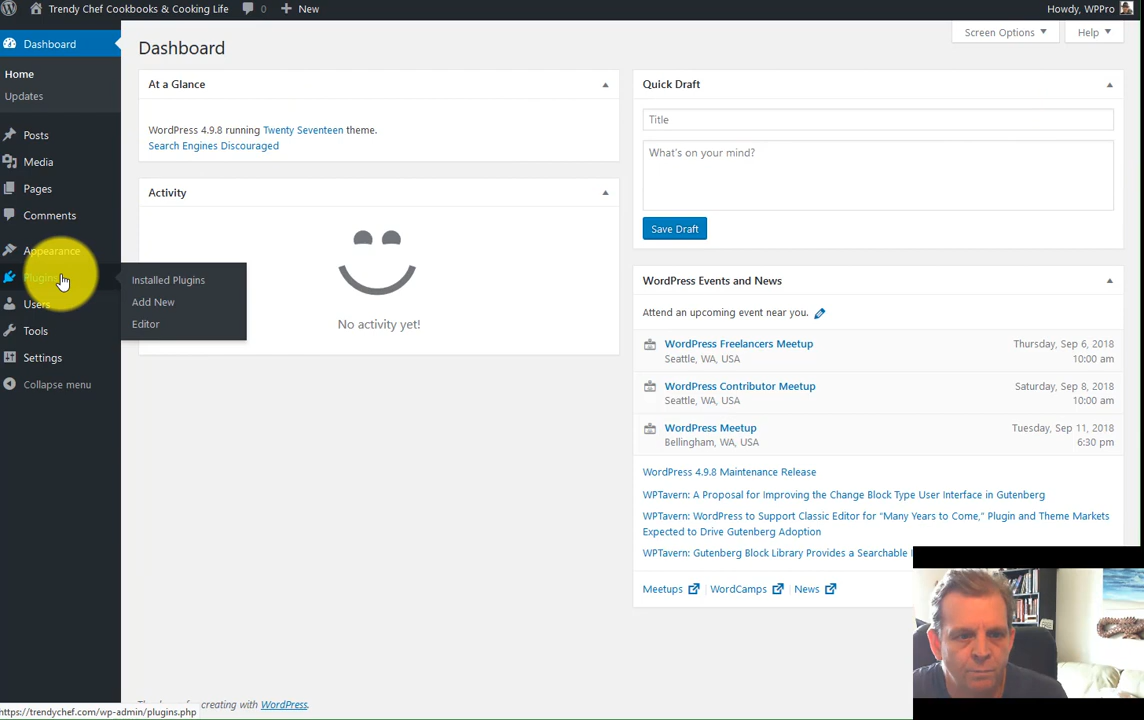 Trendy Chef Cookbooks & Cooking Life 0 New Howdy, WPPro
Screen Options Help
Dashboard
Home
Updates
Posts
Media
Pages
Comments
Appearance
Plugins
Users
Tools
Settings
Collapse menu
Installed Plugins
Add New
Editor
Dashboard
At a Glance
WordPress 4.9.8 running Twenty Seventeen theme.
Search Engines Discouraged
Activity
No activity yet!
Quick Draft
Title
What's on your mind?
Save Draft
WordPress Events and News
Attend an upcoming event near you.
WordPress Freelancers Meetup Thursday, Sep 6, 2018
Seattle, WA, USA 10:00 am
WordPress Contributor Meetup Saturday, Sep 8, 2018
Seattle, WA, USA 10:00 am
WordPress Meetup Tuesday, Sep 11, 2018
Bellingham, WA, USA 6:30 pm
WordPress 4.9.8 Maintenance Release
WPTavern: A Proposal for Improving the Change Block Type User Interface in Gutenberg
WPTavern: WordPress to Support Classic Editor for “Many Years to Come,” Plugin and Theme Markets
Expected to Drive Gutenberg Adoption
WPTavern: Gutenberg Block Library Provides a Searchable
Meetups WordCamps News
for creating with WordPress.
https://trendychef.com/wp-admin/plugins.php